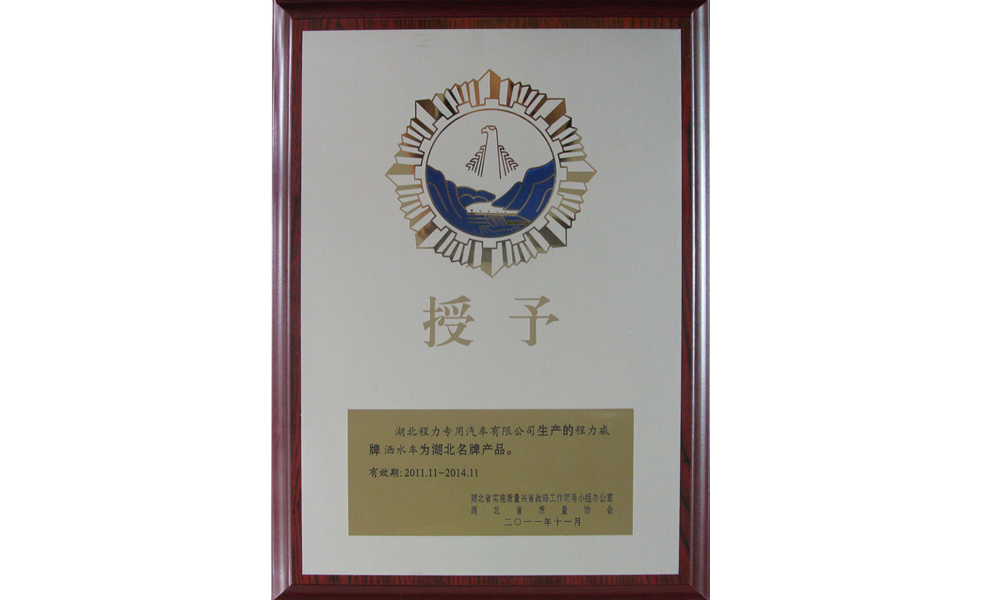 授予
湖北程力专用汽车有限公司生产的程力威
牌洒水车为湖北名牌产品。
有效期:2011.11-2014.11
湖北省实施质量兴省战略工作领导小组办公室
湖北省质量协会
二〇一一年十一月